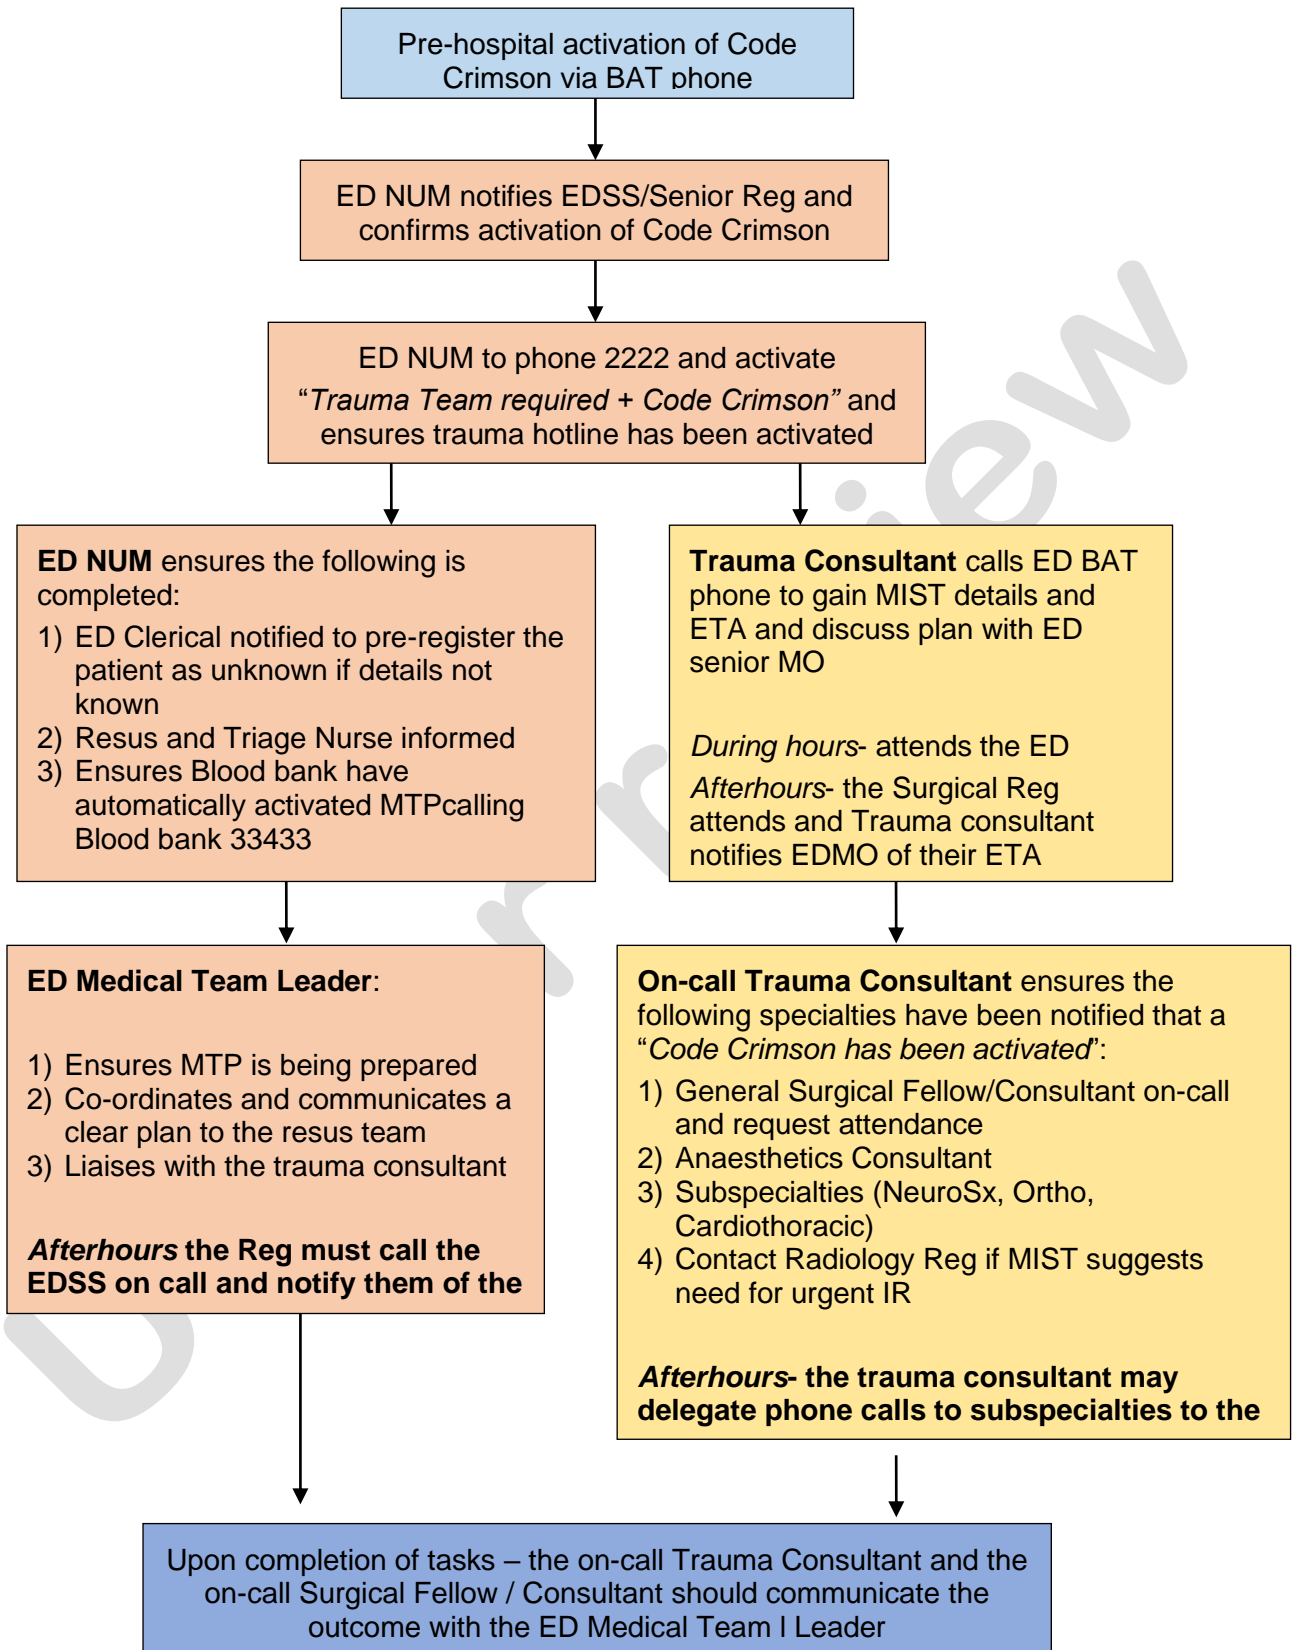 Pre-hospital activation of Code
Crimson via BAT phone
ED NUM notifies EDSS/Senior Reg and
confirms activation of Code Crimson
ED NUM to phone 2222 and activate
“Trauma Team required + Code Crimson” and
ensures trauma hotline has been activated
ED NUM ensures the following is
completed:
1) ED Clerical notified to pre-register the
patient as unknown if details not
known
2) Resus and Triage Nurse informed
3) Ensures Blood bank have
automatically activated MTPcalling
Blood bank 33433
Trauma Consultant calls ED BAT
phone to gain MIST details and
ETA and discuss plan with ED
senior MO
During hours- attends the ED
Afterhours- the Surgical Reg
attends and Trauma consultant
notifies EDMO of their ETA
ED Medical Team Leader:
1) Ensures MTP is being prepared
2) Co-ordinates and communicates a
clear plan to the resus team
3) Liaises with the trauma consultant
Afterhours the Reg must call the
EDSS on call and notify them of the
On-call Trauma Consultant ensures the
following specialties have been notified that a
“Code Crimson has been activated”:
1) General Surgical Fellow/Consultant on-call
and request attendance
2) Anaesthetics Consultant
3) Subspecialties (NeuroSx, Ortho,
Cardiothoracic)
4) Contact Radiology Reg if MIST suggests
need for urgent IR
Afterhours- the trauma consultant may
delegate phone calls to subspecialties to the
Upon completion of tasks – the on-call Trauma Consultant and the
on-call Surgical Fellow / Consultant should communicate the
outcome with the ED Medical Team l Leader